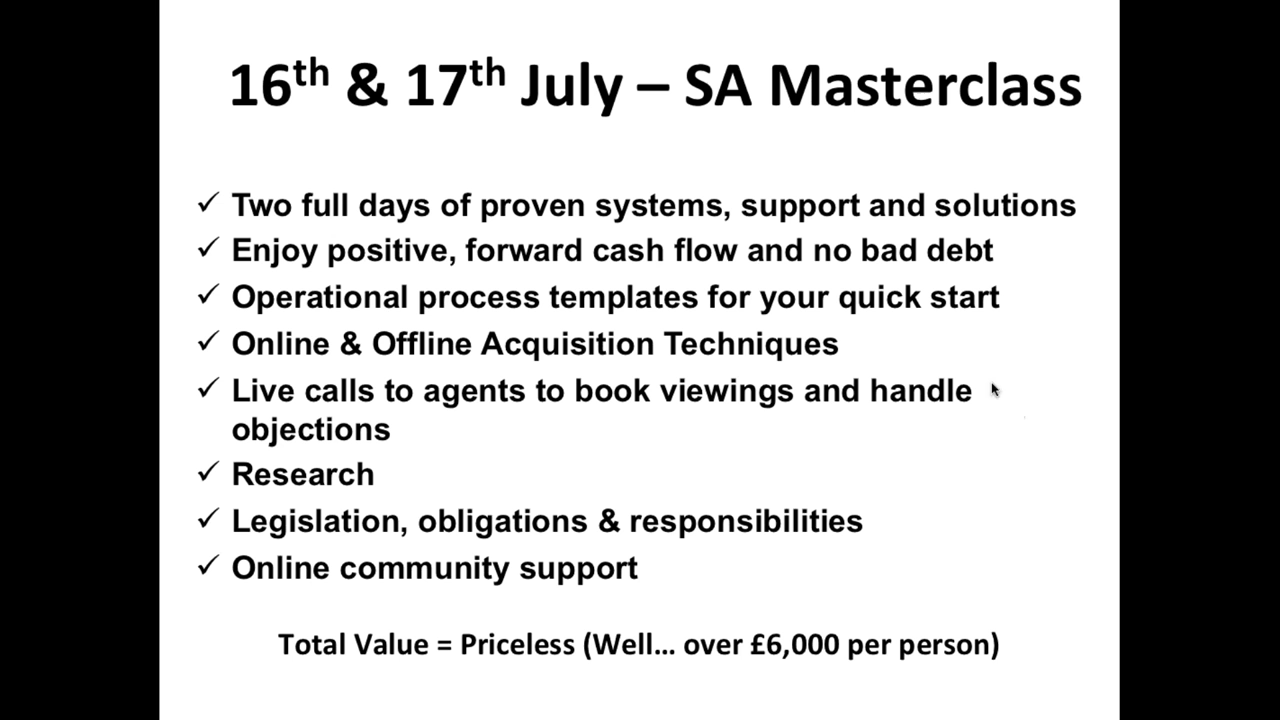 16th & 17th July – SA Masterclass
✓ Two full days of proven systems, support and solutions
✓ Enjoy positive, forward cash flow and no bad debt
✓ Operational process templates for your quick start
✓ Online & Offline Acquisition Techniques
✓ Live calls to agents to book viewings and handle
objections
✓ Research
✓ Legislation, obligations & responsibilities
✓ Online community support
Total Value = Priceless (Well... over £6,000 per person)